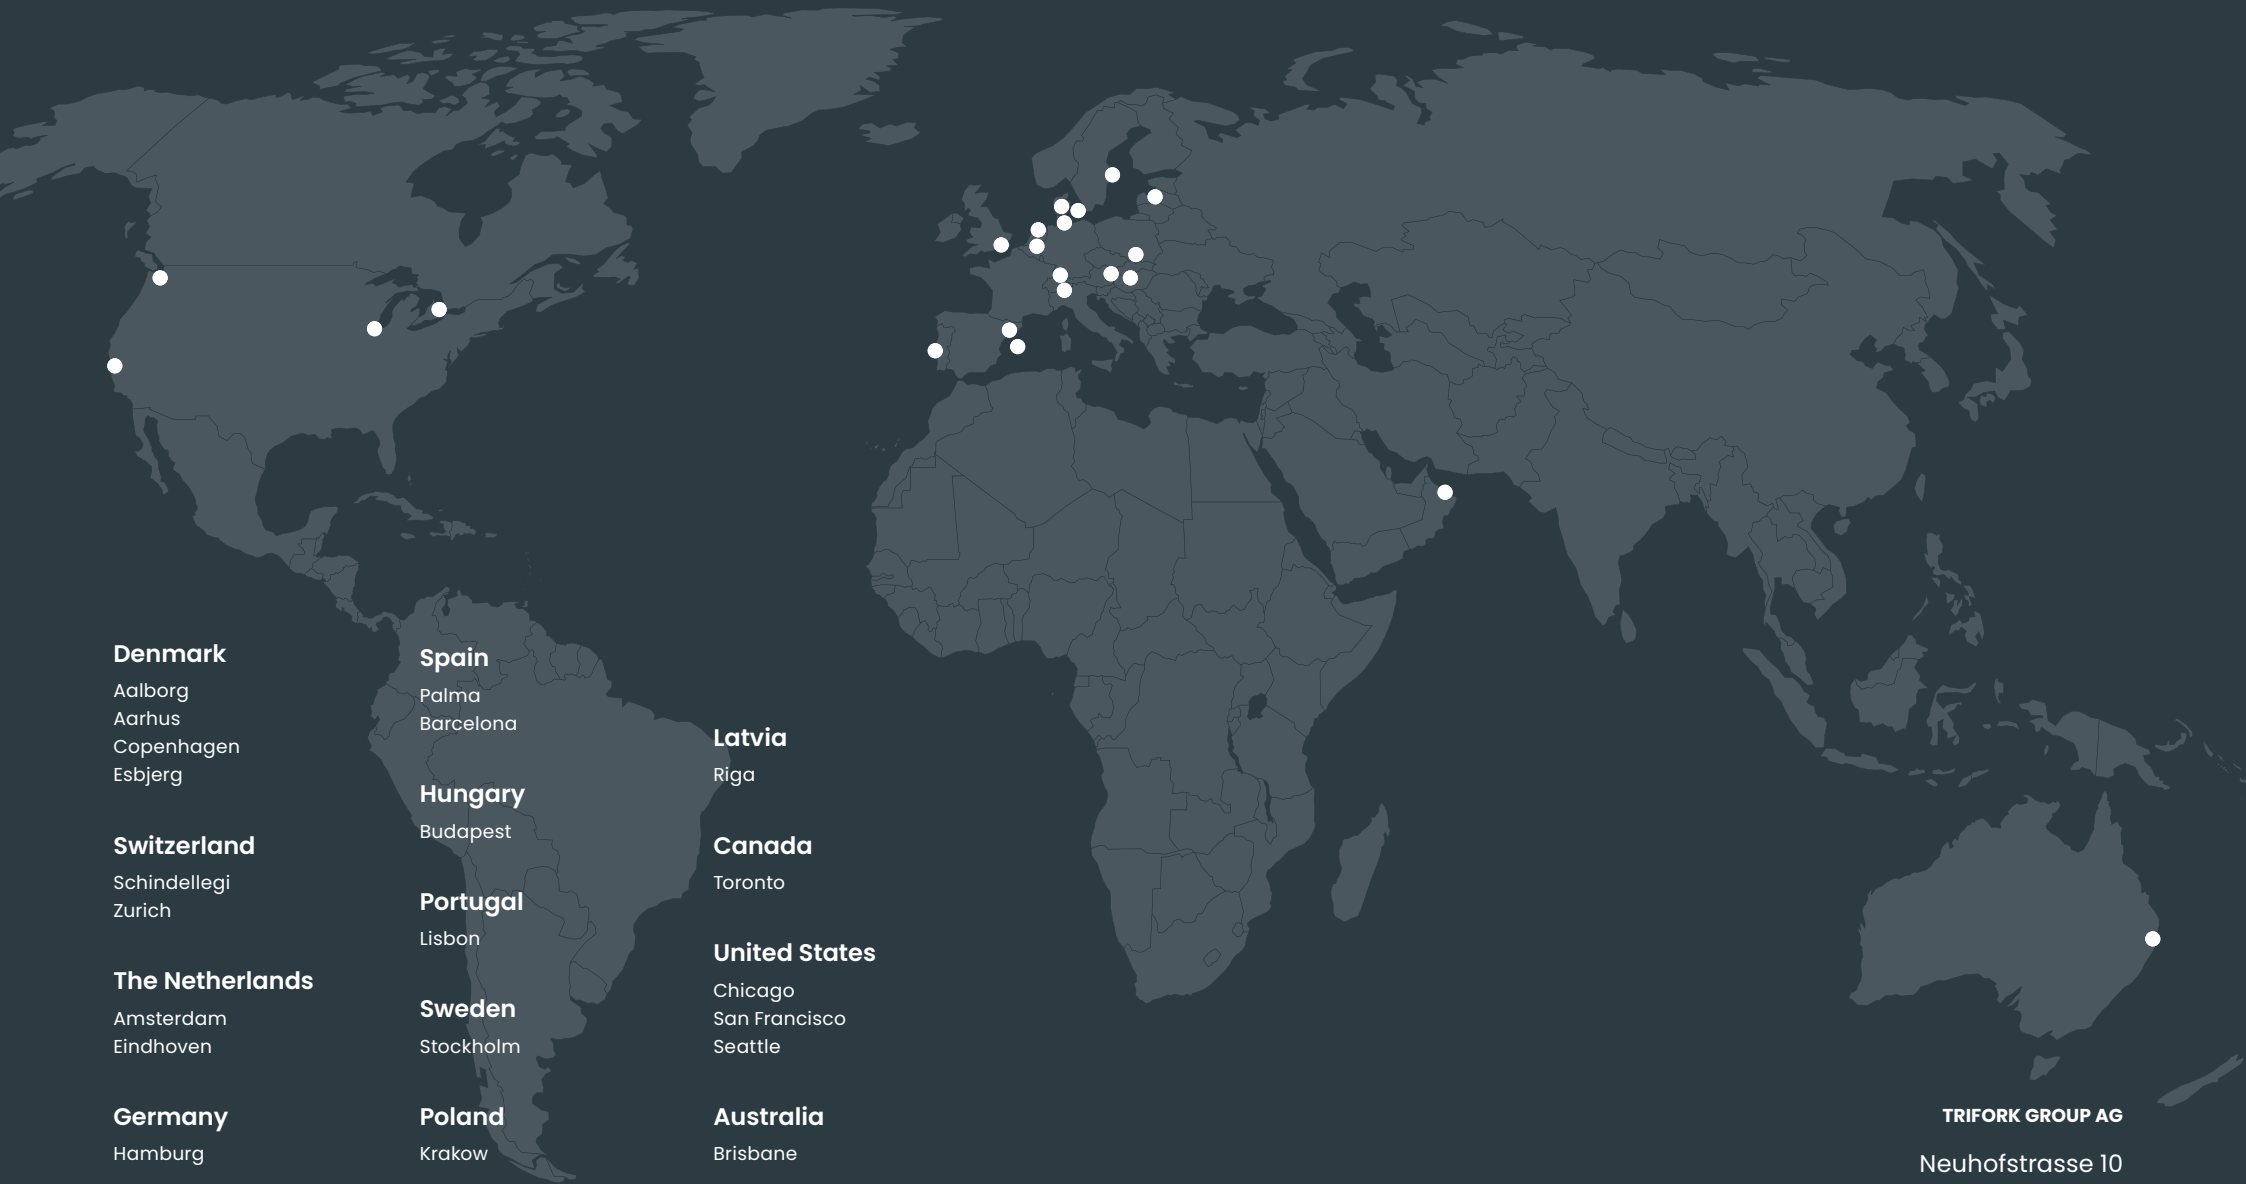 Denmark
Aalborg
Aarhus
Copenhagen
Esbjerg
Switzerland
Schindellegi
Zurich
The Netherlands
Amsterdam
Eindhoven
Germany
Hamburg
Spain
Palma
Barcelona
Hungary
Budapest
Portugal
Lisbon
Sweden
Stockholm
Poland
Krakow
Latvia
Riga
Canada
Toronto
United States
Chicago
San Francisco
Seattle
Australia
Brisbane
TRIFORK GROUP AG
Neuhofstrasse 10